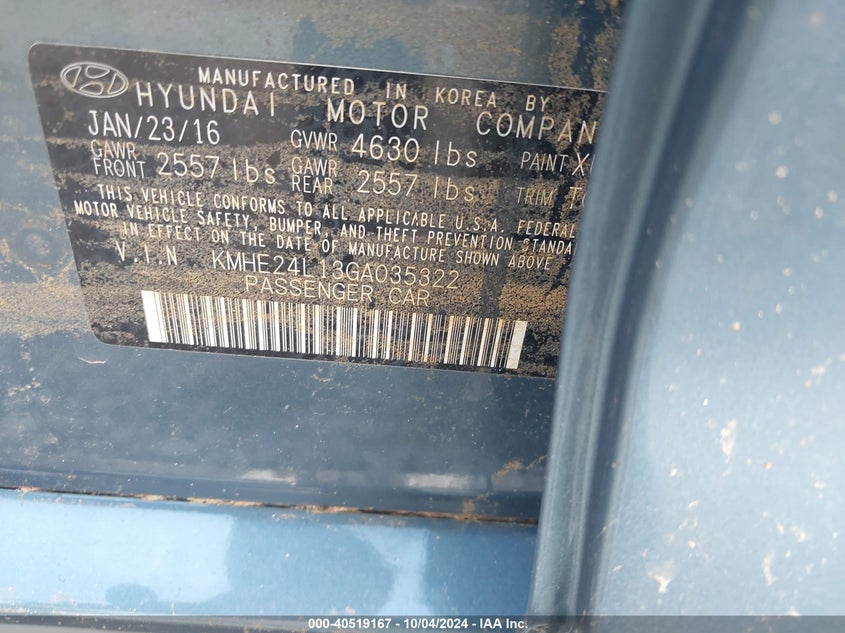 MANUFACTURED IN KOREA BY
HYUNDAI MOTOR COMPAN
JAN/23/16 GVWR 4630 lbs PAINT
GAWR FRONT 2557 lbs GAWR REAR 2557 lbs TRIM
THIS VEHICLE CONFORMS TO ALL APPLICABLE U.S.A. FEDERAL
MOTOR VEHICLE SAFETY, BUMPER, AND THEFT PREVENTION STANDA
IN EFFECT ON THE DATE OF MANUFACTURE SHOWN ABOVE
V.I.N KMHE24L13GA035322
PASSENGER CAR
000-40519167 - 10/04/2024 - IAA Inc.